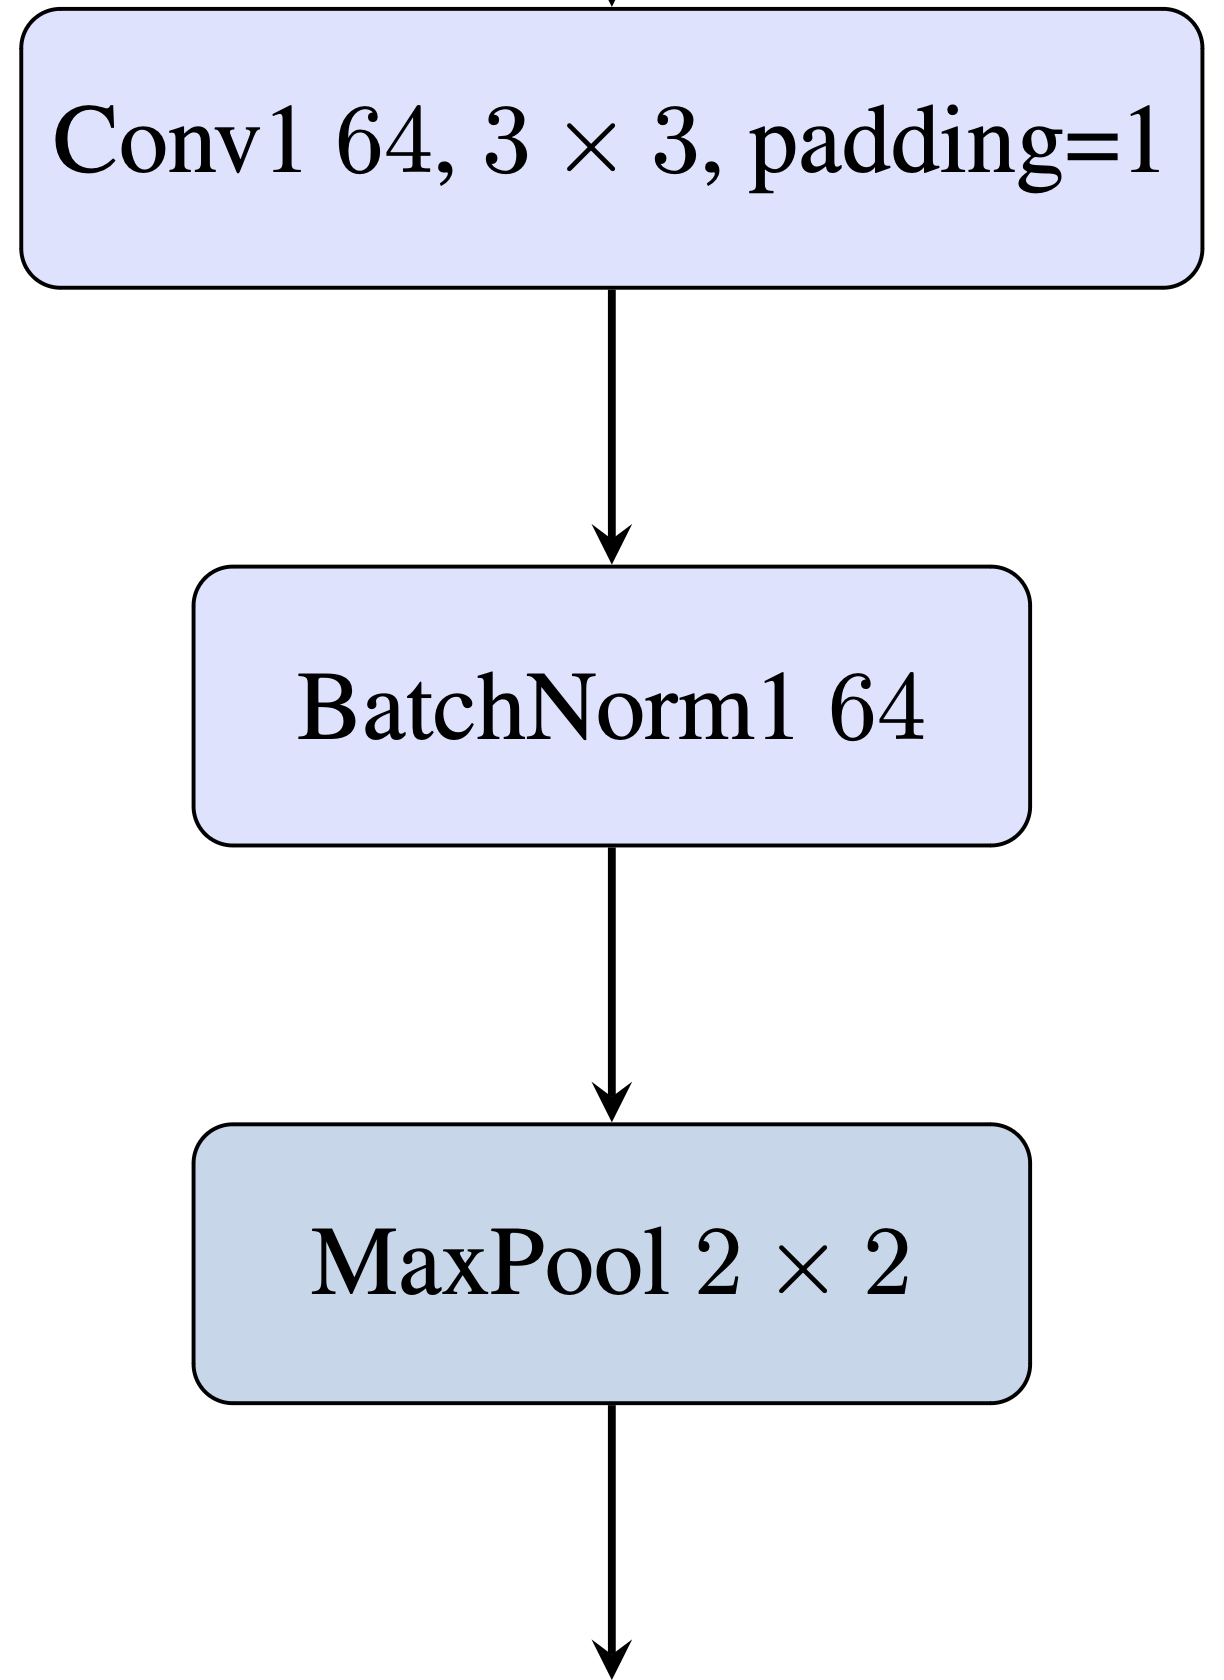 Conv1 64, 3 × 3, padding=1
BatchNorm1 64
MaxPool 2 × 2